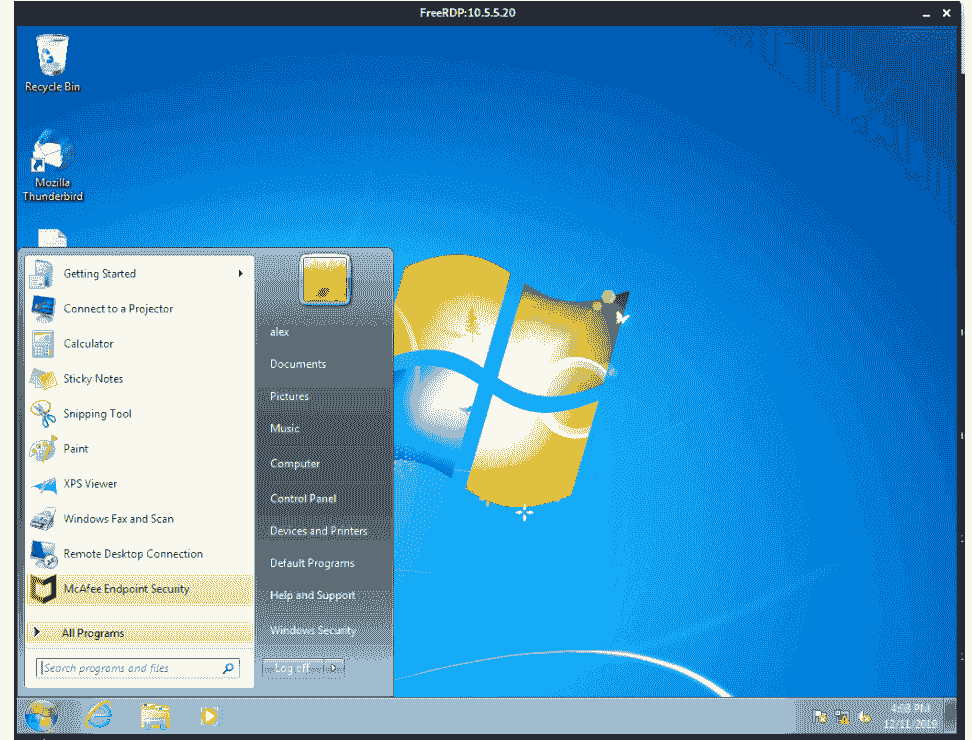 FreeRDP:10.5.5.20
Recycle Bin
Mozilla
Thunderbird
Getting Started
Connect to a Projector
Calculator
Sticky Notes
Snipping Tool
Paint
XPS Viewer
Windows Fax and Scan
Remote Desktop Connection
McAfee Endpoint Security
All Programs
Search programs and files
alex
Documents
Pictures
Music
Computer
Control Panel
Devices and Printers
Default Programs
Help and Support
Windows Security
Log off